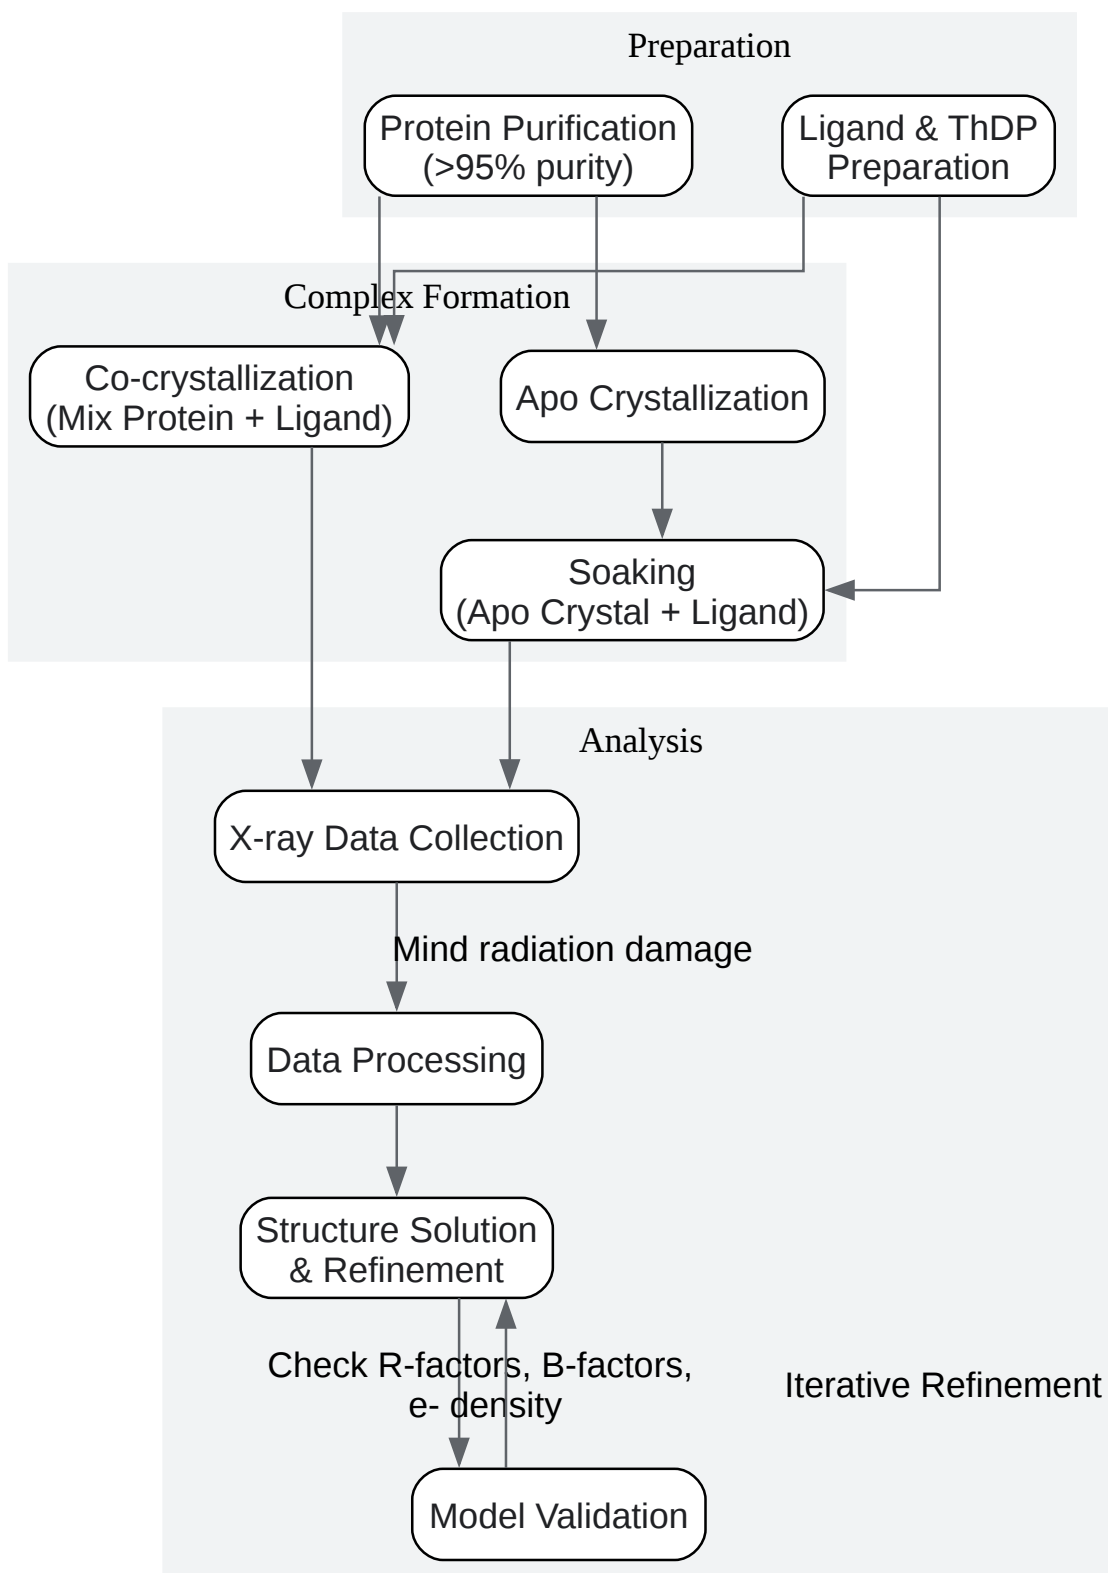 Preparation
Protein Purification
(>95% purity)
Ligand & ThDP
Preparation
Complex Formation
Co-crystallization
(Mix Protein + Ligand)
Apo Crystallization
Soaking
(Apo Crystal + Ligand)
Analysis
X-ray Data Collection
Mind radiation damage
Data Processing
Structure Solution
& Refinement
Check R-factors, B-factors,
e- density
Iterative Refinement
Model Validation